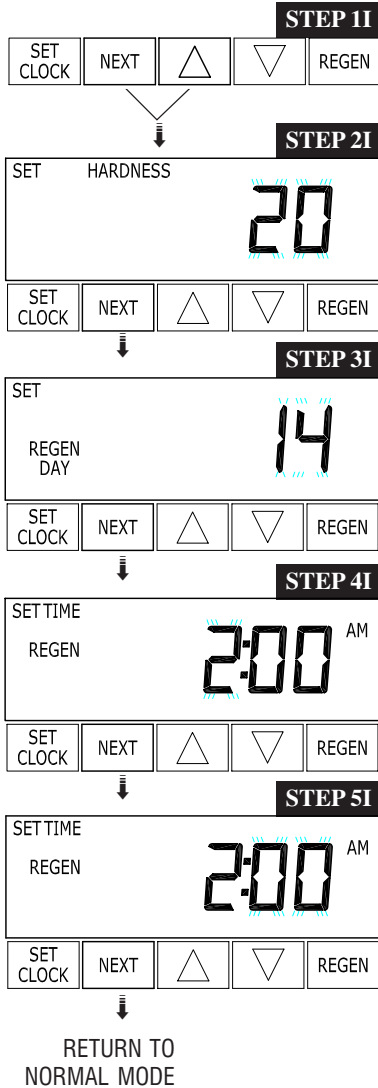 STEP 1I
SET CLOCK NEXT REGEN
STEP 2I
SET HARDNESS
20
SET CLOCK NEXT REGEN
STEP 3I
SET
14
REGEN
DAY
SET CLOCK NEXT REGEN
STEP 4I
SET TIME
REGEN 2:00 AM
SET CLOCK NEXT REGEN
STEP 5I
SET TIME
REGEN 2:00 AM
SET CLOCK NEXT REGEN
RETURN TO
NORMAL MODE